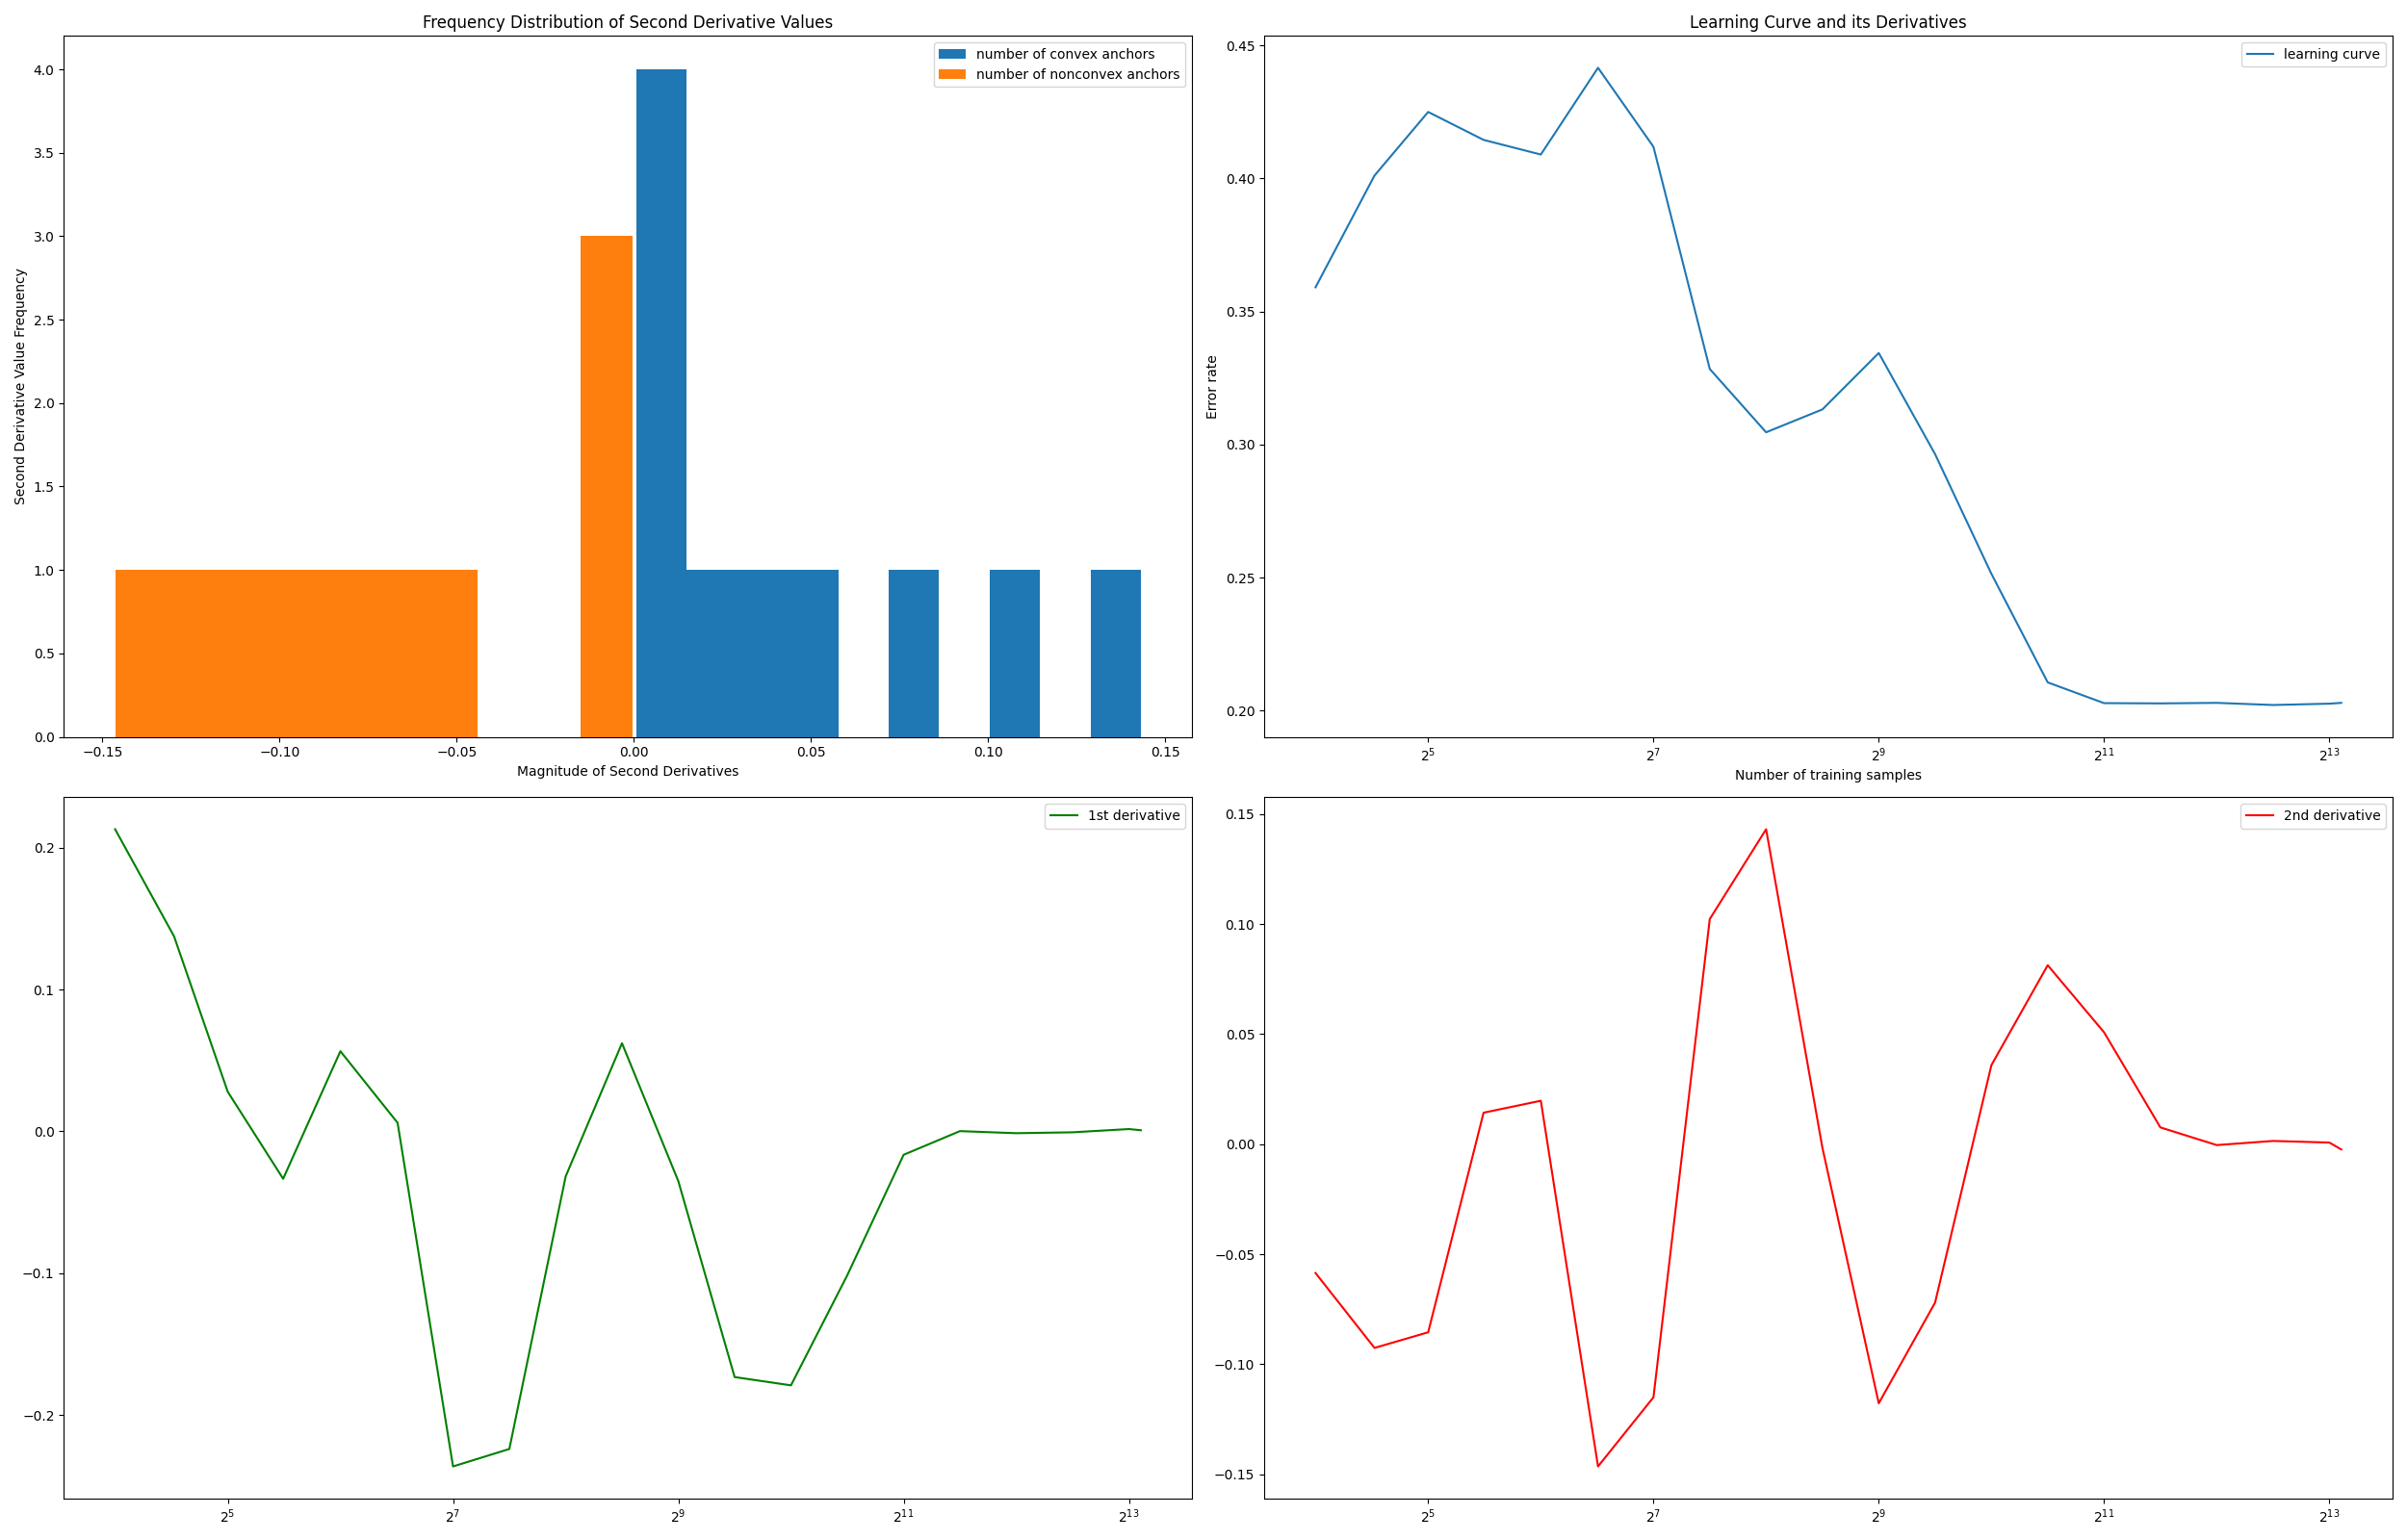 Frequency Distribution of Second Derivative Values
number of convex anchors
number of nonconvex anchors
4.0
3.5
3.0
2.5
2.0
1.5
1.0
0.5
0.0
Second Derivative Value Frequency
−0.15 −0.10 −0.05 0.00 0.05 0.10 0.15
Magnitude of Second Derivatives
Learning Curve and its Derivatives
learning curve
0.45
0.40
0.35
0.30
0.25
0.20
Error rate
2^5 2^7 2^9 2^11 2^13
Number of training samples
1st derivative
0.2
0.1
0.0
−0.1
−0.2
2^5 2^7 2^9 2^11 2^13
2nd derivative
0.15
0.10
0.05
0.00
−0.05
−0.10
−0.15
2^5 2^7 2^9 2^11 2^13